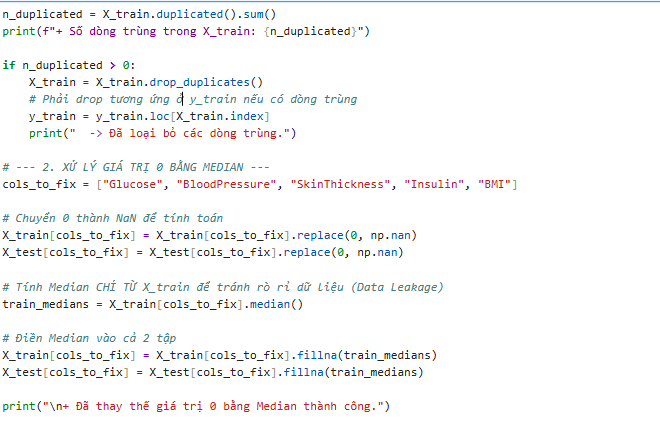 n_duplicated = X_train.duplicated().sum()
print(f"+ Số dòng trùng trong X_train: {n_duplicated}")
if n_duplicated > 0:
    X_train = X_train.drop_duplicates()
    # Phải drop tương ứng ở y_train nếu có dòng trùng
    y_train = y_train.loc[X_train.index]
    print("  -> Đã loại bỏ các dòng trùng.")
# --- 2. XỬ LÝ GIÁ TRỊ 0 BẰNG MEDIAN ---
cols_to_fix = ["Glucose", "BloodPressure", "SkinThickness", "Insulin", "BMI"]
# Chuyển 0 thành NaN để tính toán
X_train[cols_to_fix] = X_train[cols_to_fix].replace(0, np.nan)
X_test[cols_to_fix] = X_test[cols_to_fix].replace(0, np.nan)
# Tính Median CHỈ TỪ X_train để tránh rò rỉ dữ liệu (Data Leakage)
train_medians = X_train[cols_to_fix].median()
# Điền Median vào cả 2 tập
X_train[cols_to_fix] = X_train[cols_to_fix].fillna(train_medians)
X_test[cols_to_fix] = X_test[cols_to_fix].fillna(train_medians)
print("\n+ Đã thay thế giá trị 0 bằng Median thành công.")